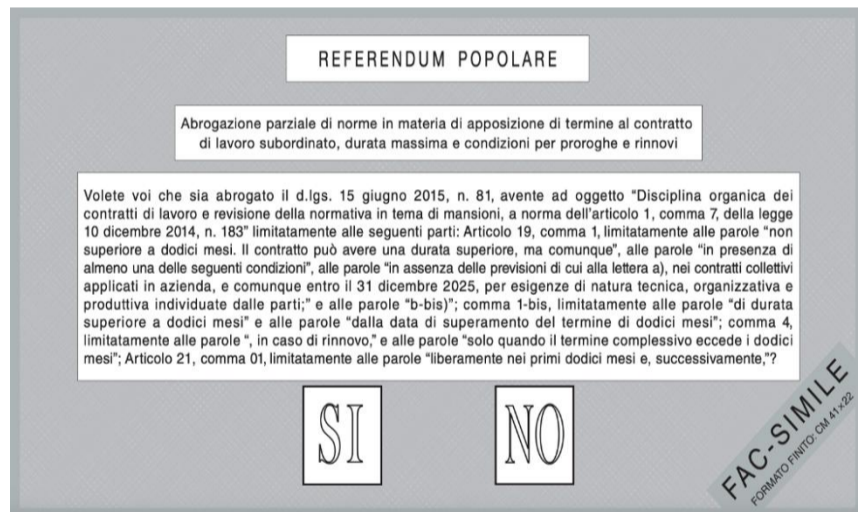 REFERENDUM POPOLARE
Abrogazione parziale di norme in materia di apposizione di termine al contratto
di lavoro subordinato, durata massima e condizioni per proroghe e rinnovi
Volete voi che sia abrogato il d.lgs. 15 giugno 2015, n. 81, avente ad oggetto “Disciplina organica dei
contratti di lavoro e revisione della normativa in tema di mansioni, a norma dell’articolo 1, comma 7, della legge
10 dicembre 2014, n. 183” limitatamente alle seguenti parti: Articolo 19, comma 1, limitatamente alle parole “non
superiore a dodici mesi. Il contratto può avere una durata superiore, ma comunque”, alle parole “in presenza di
almeno una delle seguenti condizioni”, alle parole “in assenza delle previsioni di cui alla lettera a), nei contratti collettivi
applicati in azienda, e comunque entro il 31 dicembre 2025, per esigenze di natura tecnica, organizzativa e
produttiva individuate dalle parti;” e alle parole “b-bis)”; comma 1-bis, limitatamente alle parole “di durata
superiore a dodici mesi” e alle parole “dalla data di superamento del termine di dodici mesi”; comma 4,
limitatamente alle parole “, in caso di rinnovo,” e alle parole “solo quando il termine complessivo eccede i dodici
mesi”; Articolo 21, comma 01, limitatamente alle parole “liberamente nei primi dodici mesi e, successivamente,”?
SI NO
FAC-SIMILE
FORMATO FINITO: CM 41×22